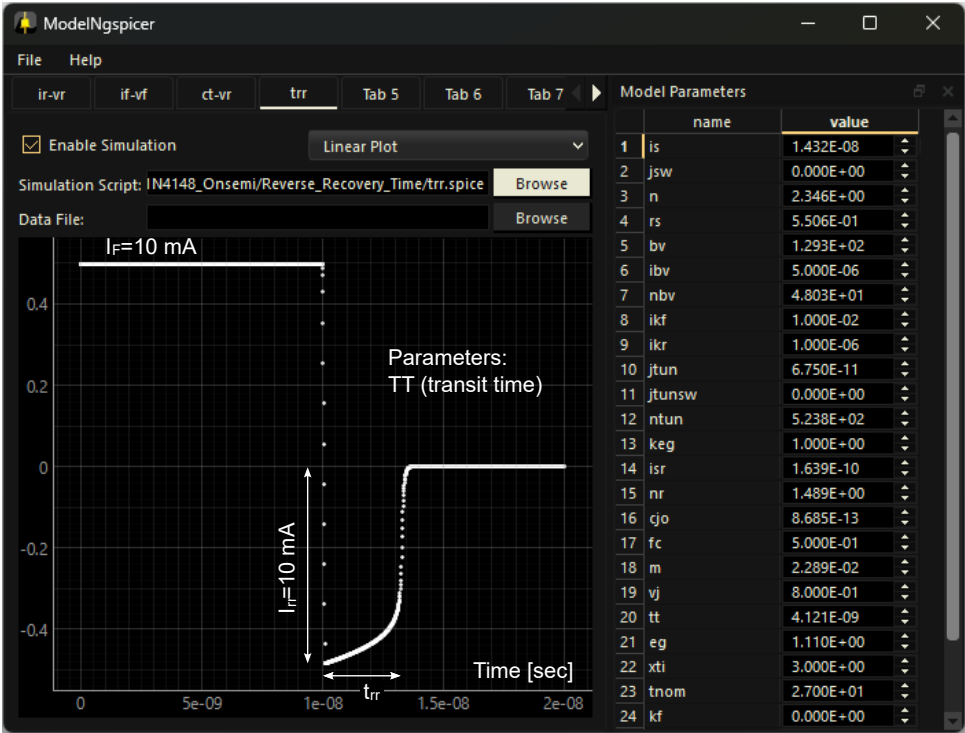 ModelNgspicer
File Help
ir-vr if-vf ct-vr trr Tab 5 Tab 6 Tab 7
Enable Simulation Linear Plot
Simulation Script: IN4148_Onsemi/Reverse_Recovery_Time/trr.spice Browse
Data File: Browse
IF=10 mA
0.4
Parameters:
TT (transit time)
0.2
0
-0.2
Irr=10 mA
-0.4
Time [sec]
trr
0 5e-09 1e-08 1.5e-08 2e-08
Model Parameters
name value
1 is 1.432E-08
2 jsw 0.000E+00
3 n 2.346E+00
4 rs 5.506E-01
5 bv 1.293E+02
6 ibv 5.000E-06
7 nbv 4.803E+01
8 ikf 1.000E-02
9 ikr 1.000E-06
10 jtun 6.750E-11
11 jtunsw 0.000E+00
12 ntun 5.238E+02
13 keg 1.000E+00
14 isr 1.639E-10
15 nr 1.489E+00
16 cjo 8.685E-13
17 fc 5.000E-01
18 m 2.289E-02
19 vj 8.000E-01
20 tt 4.121E-09
21 eg 1.110E+00
22 xti 3.000E+00
23 tnom 2.700E+01
24 kf 0.000E+00